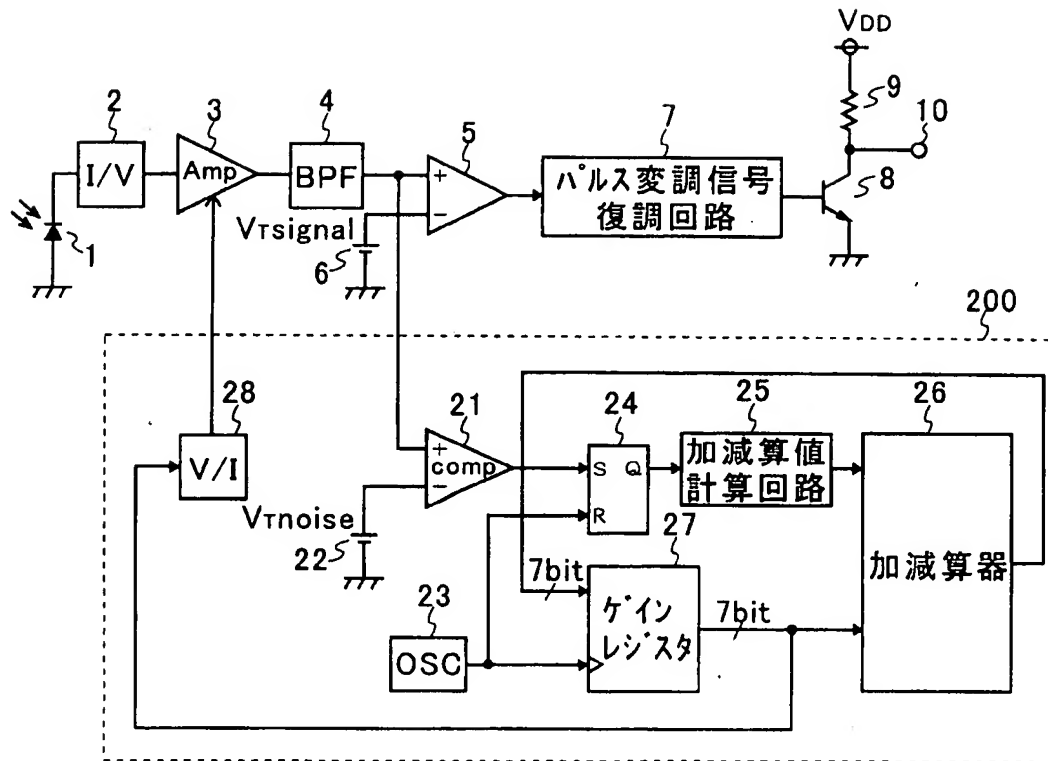 VDD
2
3
4
5
7
9
10
I/V
Amp
BPF
+
−
パルス変調信号
復調回路
8
1
VTsignal
6
200
28
21
24
25
26
V/I
+
comp
−
S Q
R
加減算値
計算回路
VTnoise
22
27
加減算器
7bit
ゲイン
レジスタ
7bit
23
OSC